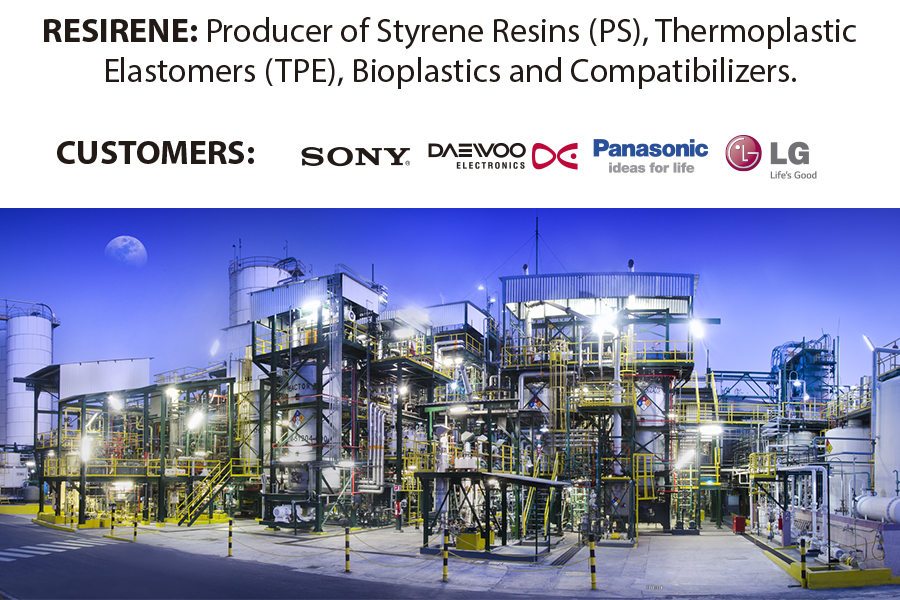 RESIRENE: Producer of Styrene Resins (PS), Thermoplastic
Elastomers (TPE), Bioplastics and Compatibilizers.
CUSTOMERS:
SONY®
DAEWOO
ELECTRONICS
Panasonic
ideas for life
LG
Life's Good